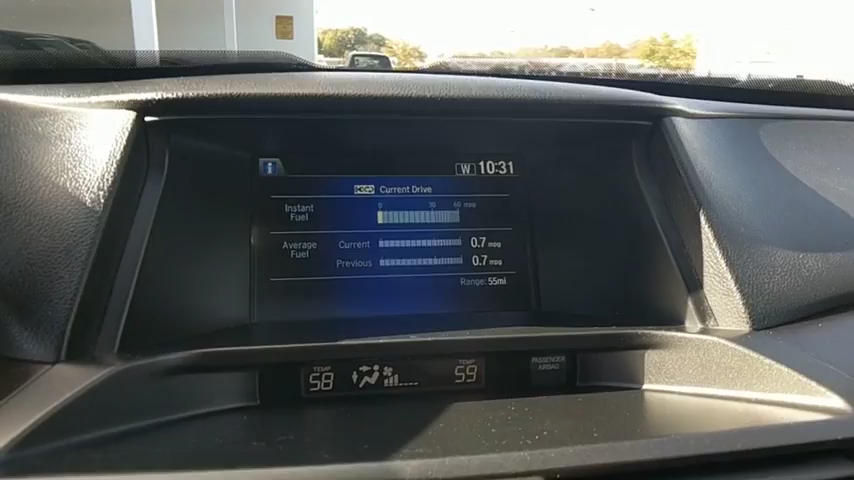 i
W 10:31
Current Drive
0 30 60 mpg
Instant
Fuel
Average
Fuel
Current 0.7 mpg
Previous 0.7 mpg
Range: 55mi
TEMP
58
TEMP
59
PASSENGER
AIRBAG